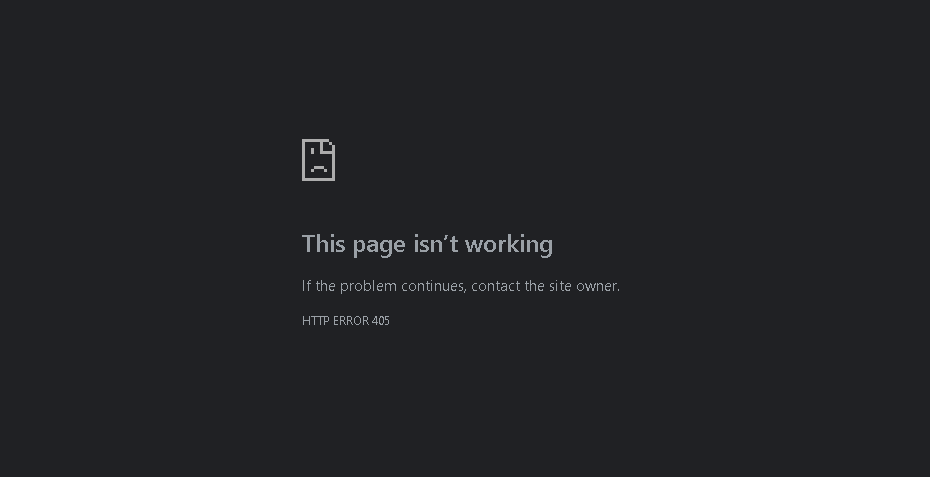 This page isn’t working
If the problem continues, contact the site owner.
HTTP ERROR 405